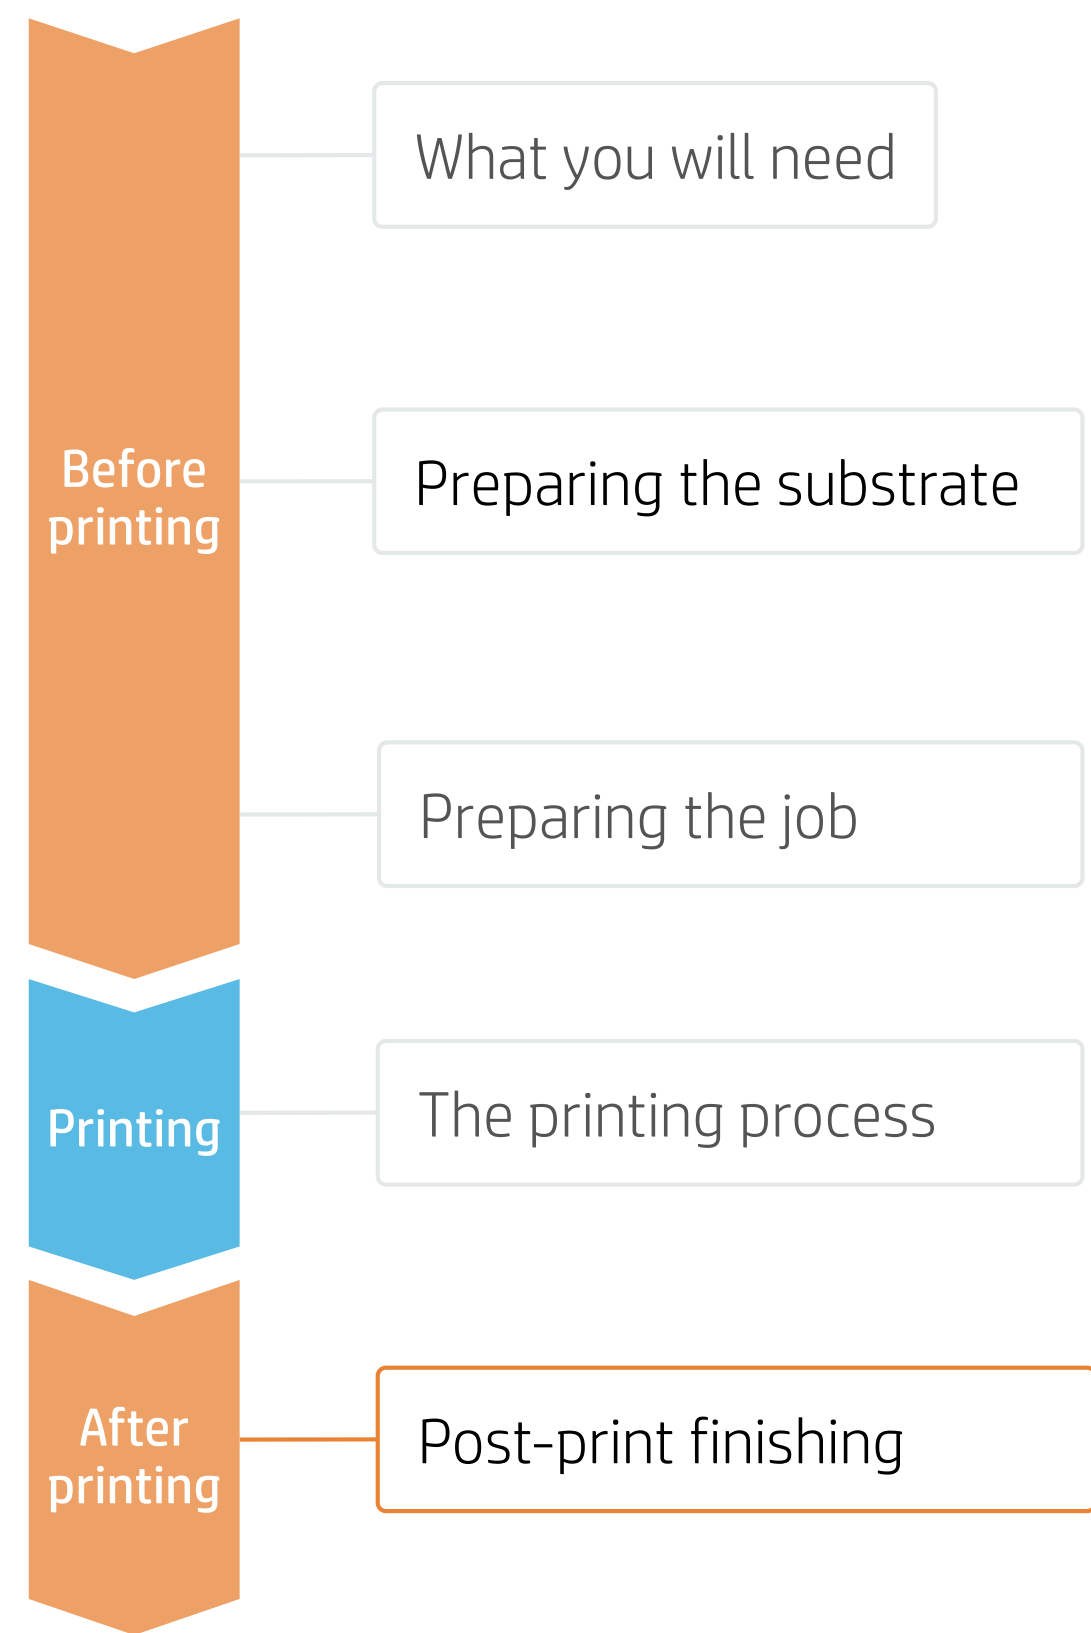 What you will need
Before
printing
Preparing the substrate
Preparing the job
Printing
The printing process
After
printing
Post-print finishing